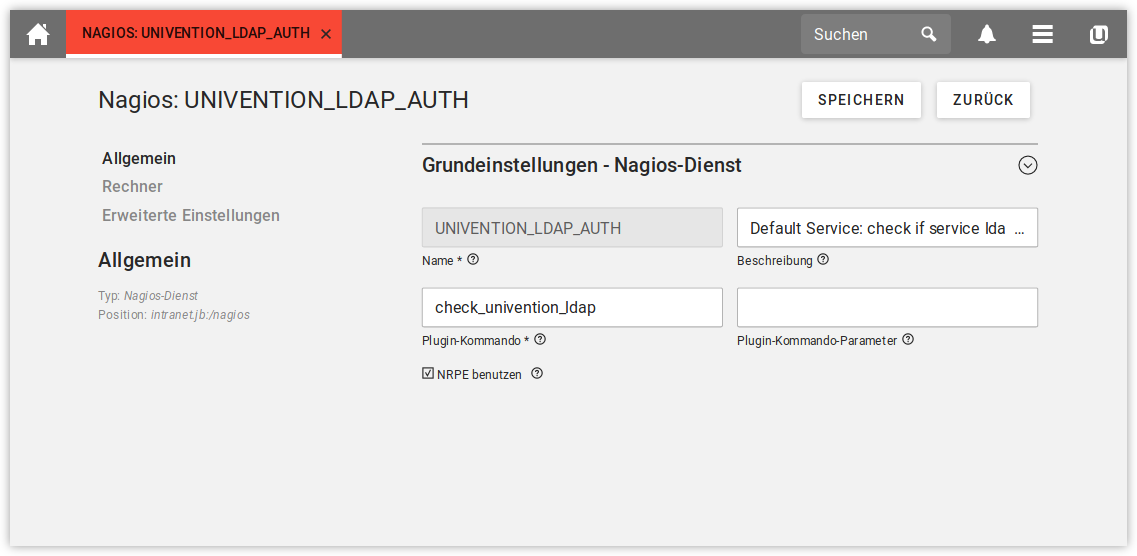 NAGIOS: UNIVENTION_LDAP_AUTH
Suchen
Nagios: UNIVENTION_LDAP_AUTH
SPEICHERN
ZURÜCK
Allgemein
Rechner
Erweiterte Einstellungen
Allgemein
Typ: Nagios-Dienst
Position: intranet.jb:/nagios
Grundeinstellungen - Nagios-Dienst
UNIVENTION_LDAP_AUTH
Default Service: check if service lda ...
Name *
Beschreibung
check_univention_ldap
Plugin-Kommando *
Plugin-Kommando-Parameter
NRPE benutzen